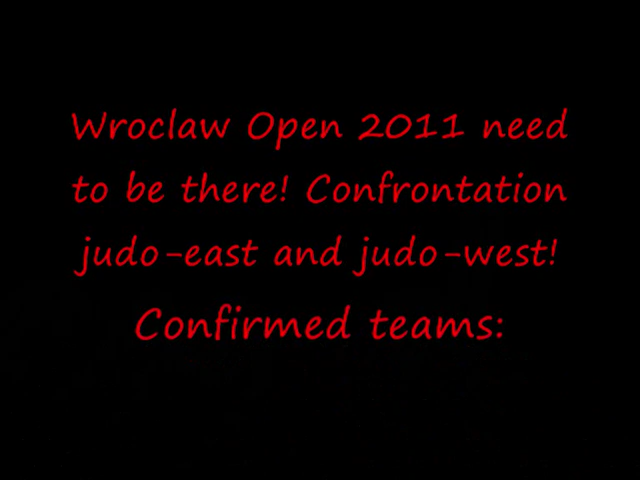 Wroclaw Open 2011 need
to be there! Confrontation
judo-east and judo-west!
Confirmed teams: